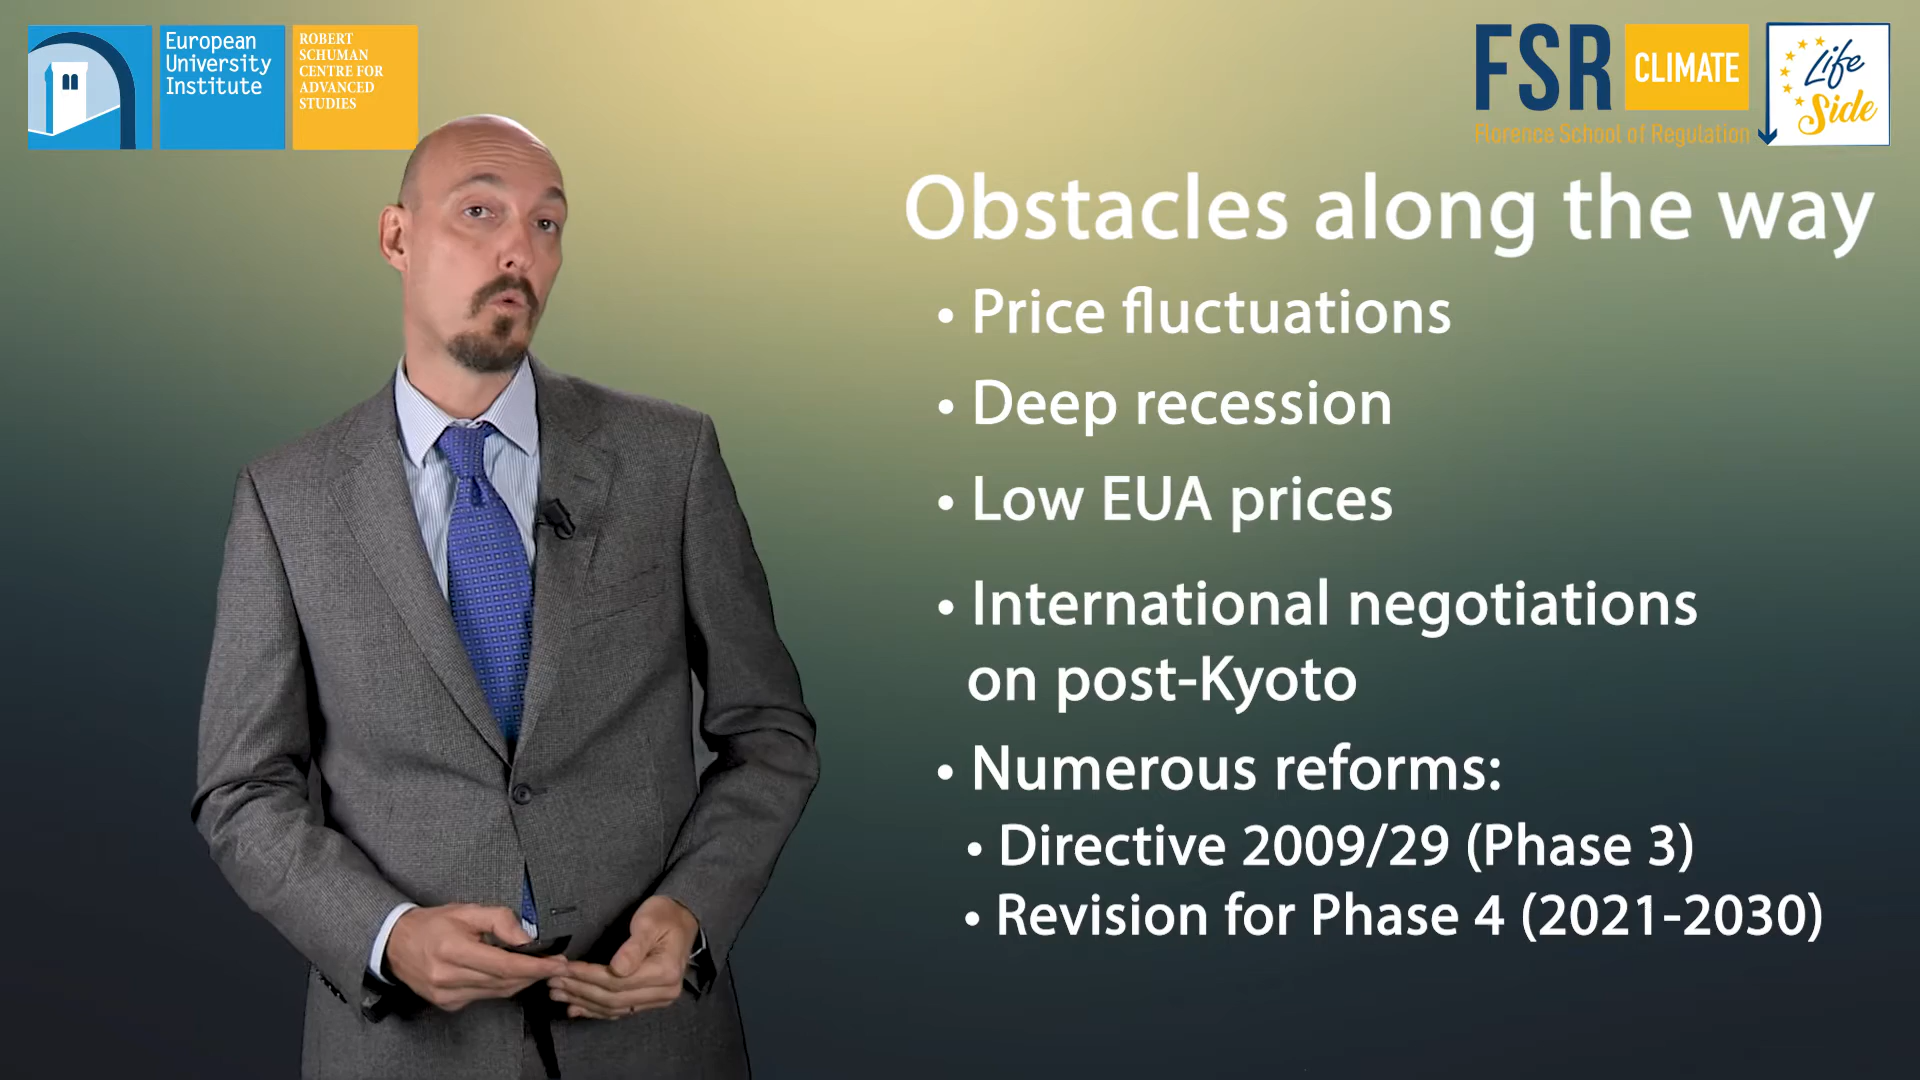 European
University
Institute
ROBERT
SCHUMAN
CENTRE FOR
ADVANCED
STUDIES
FSR CLIMATE
Florence School of Regulation
Life
Side
Obstacles along the way
• Price fluctuations
• Deep recession
• Low EUA prices
• International negotiations
on post-Kyoto
• Numerous reforms:
• Directive 2009/29 (Phase 3)
• Revision for Phase 4 (2021-2030)